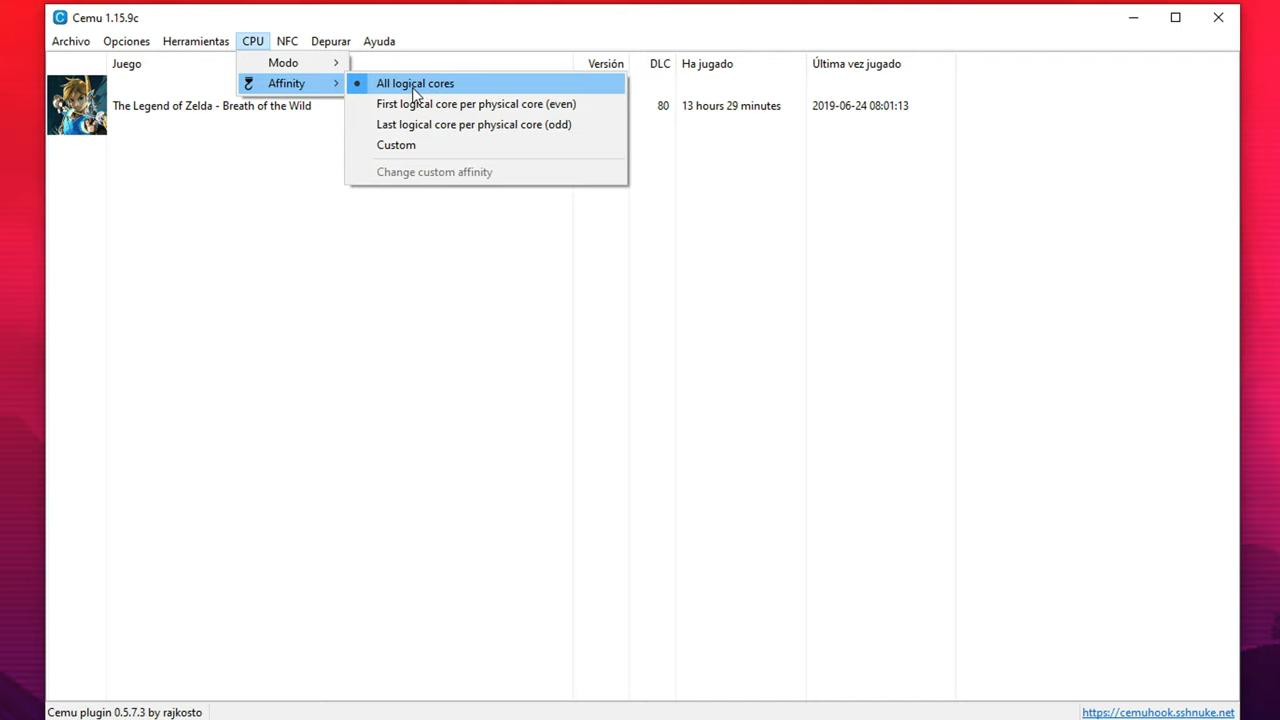 Cemu 1.15.9c
Archivo Opciones Herramientas CPU NFC Depurar Ayuda
Juego Versión DLC Ha jugado Última vez jugado
Modo
Affinity
All logical cores
First logical core per physical core (even)
Last logical core per physical core (odd)
Custom
Change custom affinity
The Legend of Zelda - Breath of the Wild 80 13 hours 29 minutes 2019-06-24 08:01:13
Cemu plugin 0.5.7.3 by rajkosto https://cemuhook.sshnuke.net